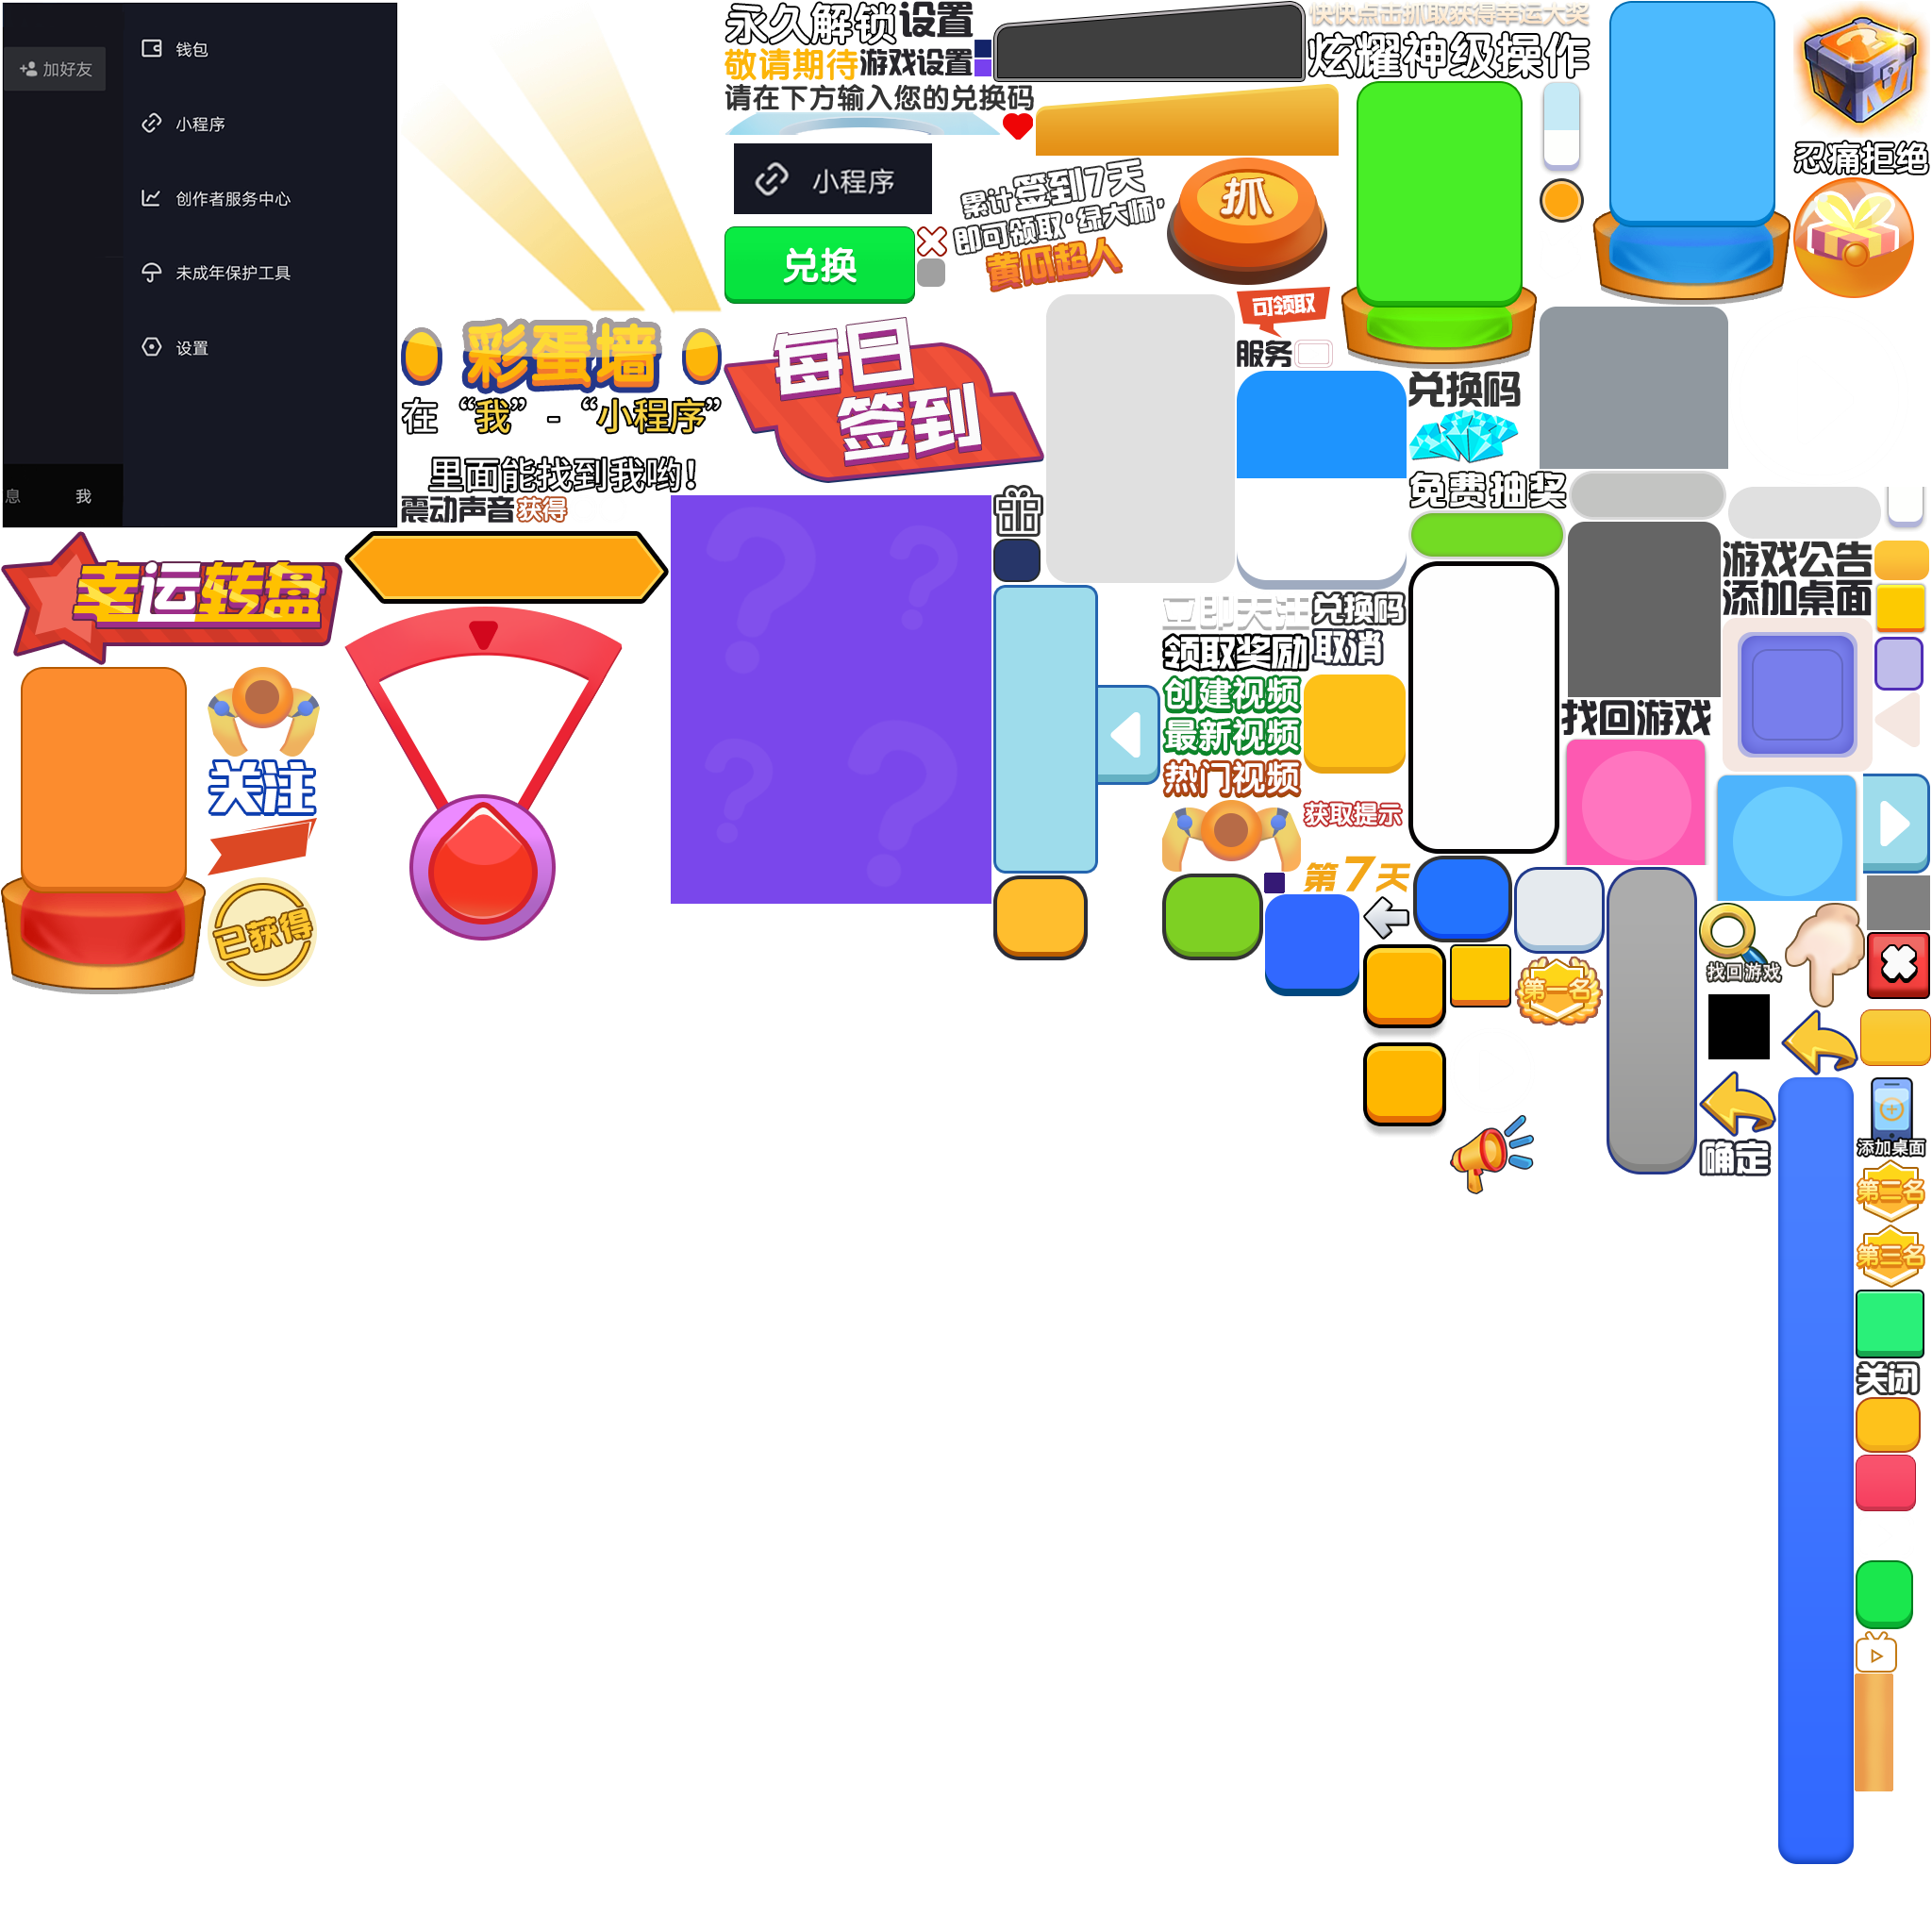 加好友
钱包
小程序
创作者服务中心
未成年保护工具
设置
息
我
彩蛋墙
在“我”-“小程序”
里面能找到我哟!
震动声音
获得
永久解锁
设置
敬请期待
游戏设置
请在下方输入您的兑换码
小程序
兑换
累计签到7天
即可领取‘绿大师’
黄瓜超人
抓
快快点击抓取获得幸运大奖
炫耀神级操作
忍痛拒绝
每日
签到
可领取
服务
兑换码
免费抽奖
幸运转盘
关注
已获得
立即关注
兑换码
领取奖励
取消
创建视频
最新视频
热门视频
获取提示
第7天
游戏公告
添加桌面
找回游戏
第一名
找回游戏
确定
添加桌面
第二名
第三名
关闭